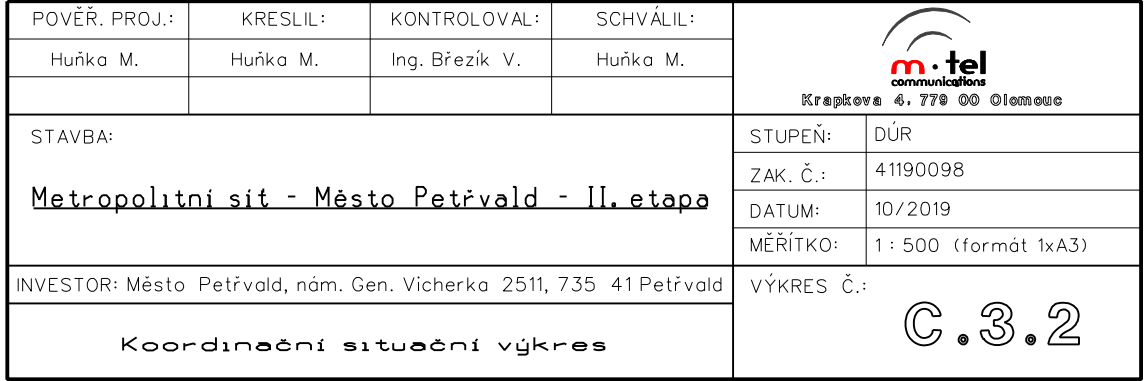 POVĚŘ. PROJ.: KRESLIL: KONTROLOVAL: SCHVÁLIL:
Huňka M. Huňka M. Ing. Březík V. Huňka M.
m·tel
communications
Krapkova 4, 779 00 Olomouc
STAVBA:
Metropolitní síť - Město Petřvald - II. etapa
STUPEŇ: DÚR
ZAK. Č.: 41190098
DATUM: 10/2019
MĚŘÍTKO: 1 : 500 (formát 1xA3)
INVESTOR: Město Petřvald, nám. Gen. Vicherka 2511, 735 41 Petřvald
Koordinační situační výkres
VÝKRES Č.:
C.3.2